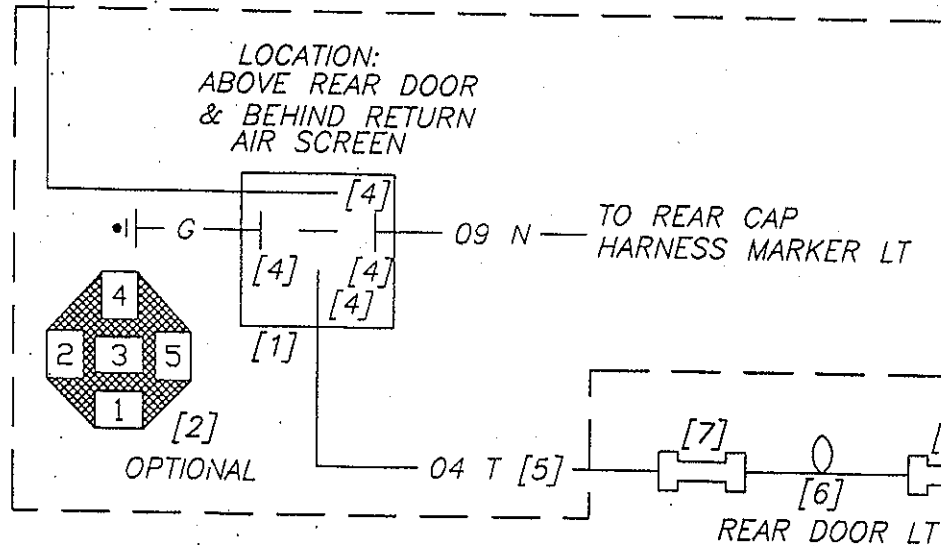 LOCATION:
ABOVE REAR DOOR
& BEHIND RETURN
AIR SCREEN
[4]
G
09 N
TO REAR CAP
HARNESS MARKER LT
[4]
[4]
[4]
[1]
4
2 3 5
1
[2]
OPTIONAL
04 T [5]
[7]
[6]
[
REAR DOOR LT